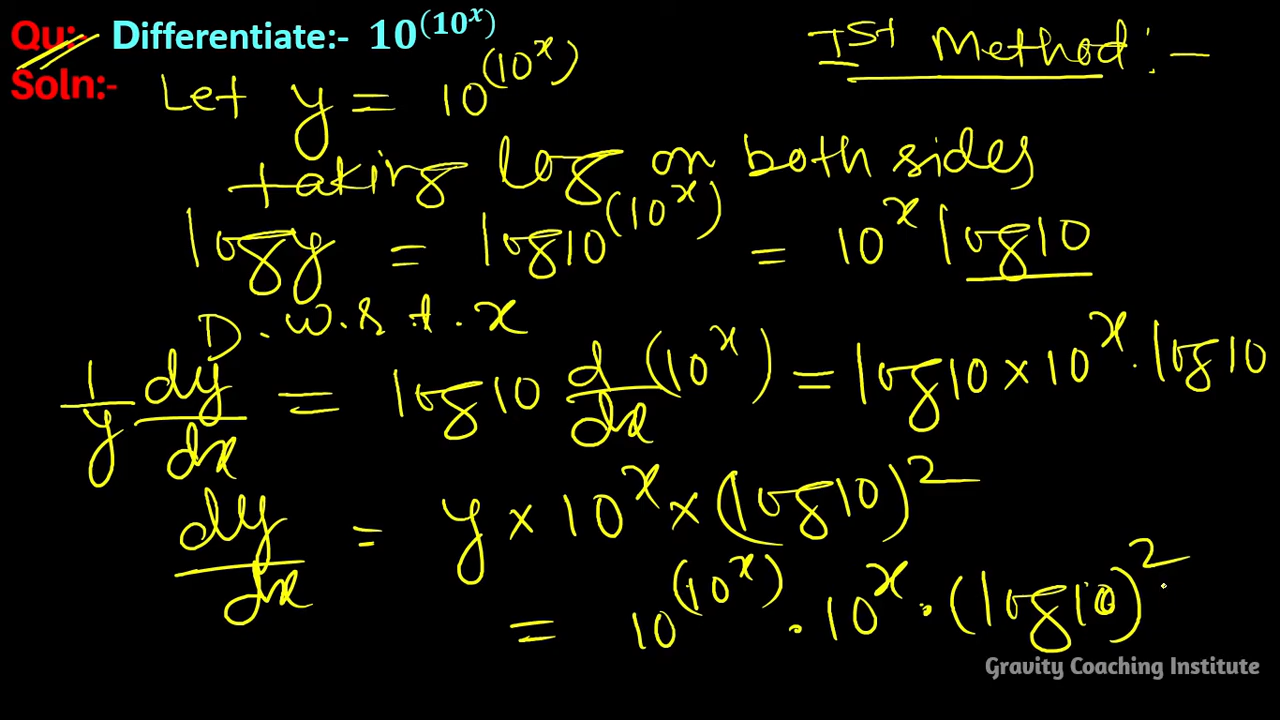 Qu:- Differentiate:- 10^(10^x)
Ist Method:-
Soln:-
Let y = 10^(10^x)
taking log on both sides
log y = log 10^(10^x) = 10^x log 10
D.w.r.t.x
1/y dy/dx = log 10 d/dx (10^x) = log 10 × 10^x · log 10
dy/dx = y × 10^x × (log 10)^2
= 10^(10^x) · 10^x · (log 10)^2
Gravity Coaching Institute